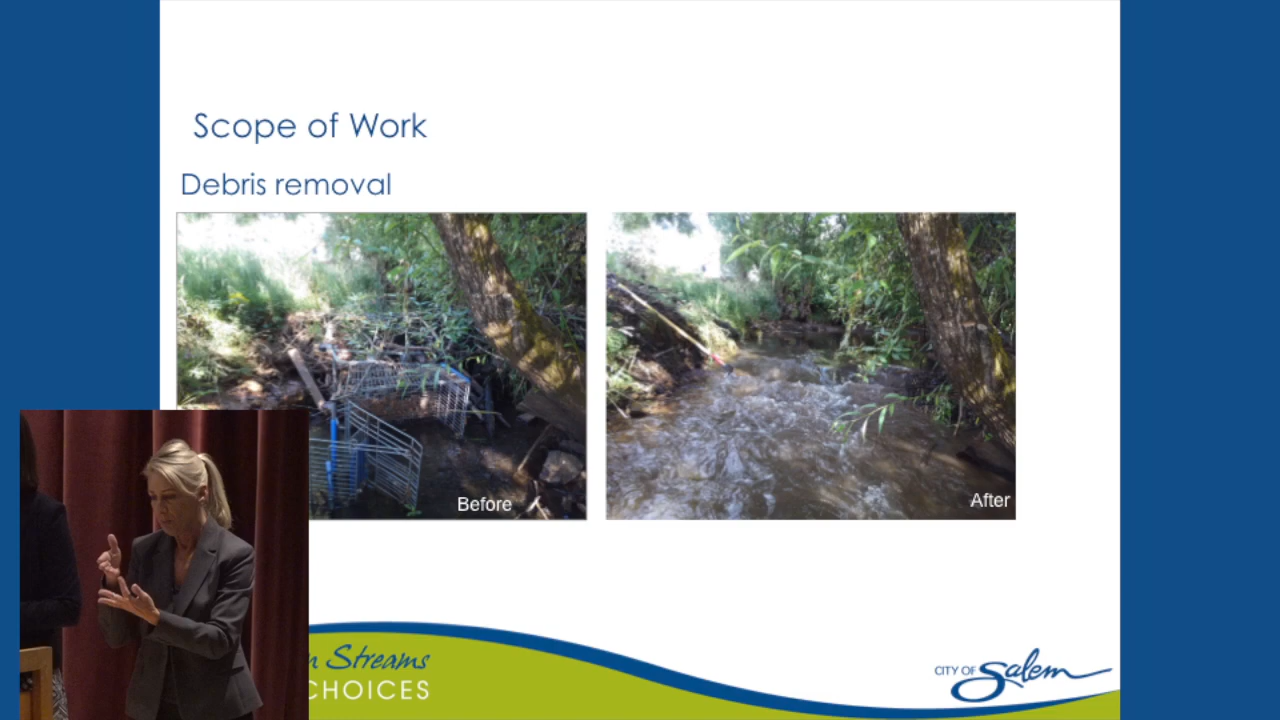 Scope of Work
Debris removal
Before
After
Streams
CHOICES
CITY OF Salem